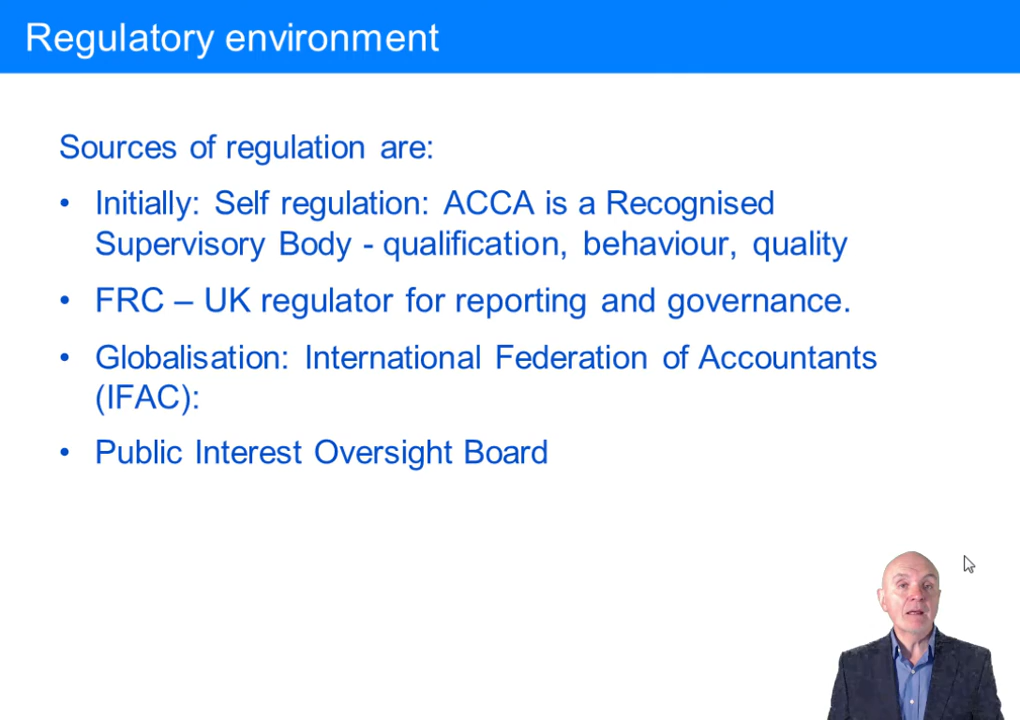 Regulatory environment
Sources of regulation are:
• Initially: Self regulation: ACCA is a Recognised
Supervisory Body - qualification, behaviour, quality
• FRC – UK regulator for reporting and governance.
• Globalisation: International Federation of Accountants
(IFAC):
• Public Interest Oversight Board